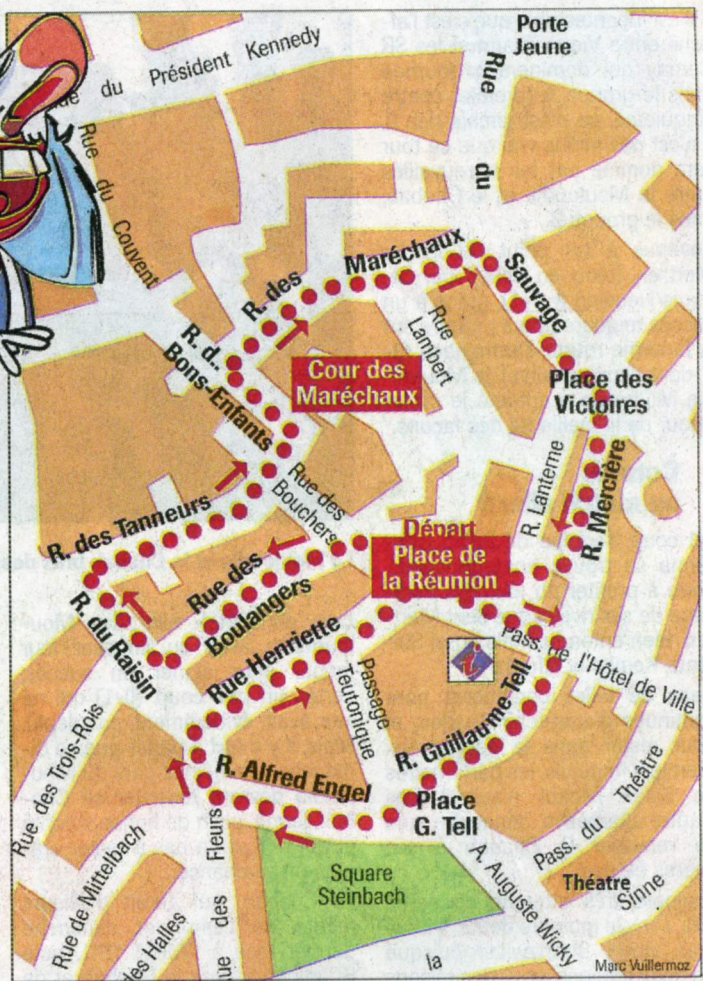 Porte
Jeune
du Président Kennedy
Rue du
Rue du Couvent
R. des Maréchaux
Sauvage
R. d..
Bons-Enfants
Rue
Lambert
Cour des
Maréchaux
Place des
Victoires
R. Lanterne
R. Mercière
Rue des
Bouchers
R. des Tanneurs
Départ
Place de
la Réunion
Rue des
Boulangers
R. du Raisin
Rue Henriette
Pass. de l'Hôtel de Ville
i
Passage
Teutonique
R. Guillaume-Tell
R. Alfred Engel
Place
G. Tell
Rue des Trois-Rois
Pass. du Théâtre
Rue de Mittelbach
des Fleurs
Square
Steinbach
A. Auguste Wicky
Théatre
Sinne
des Halles
la
Marc Vuillermoz